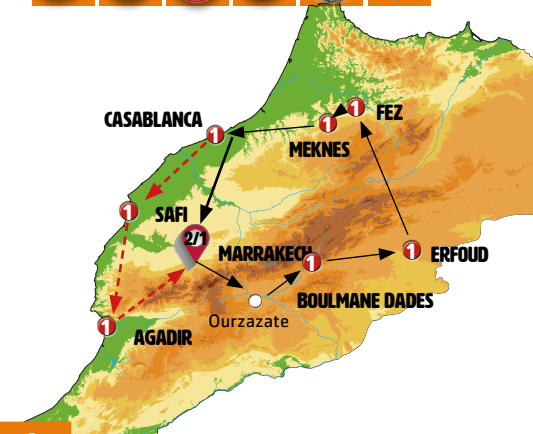 CASABLANCA
1
1
FEZ
1
MEKNES
1
SAFI
2/1
MARRAKECH
1
1
ERFOUD
BOULMANE DADES
Ourzazate
1
AGADIR